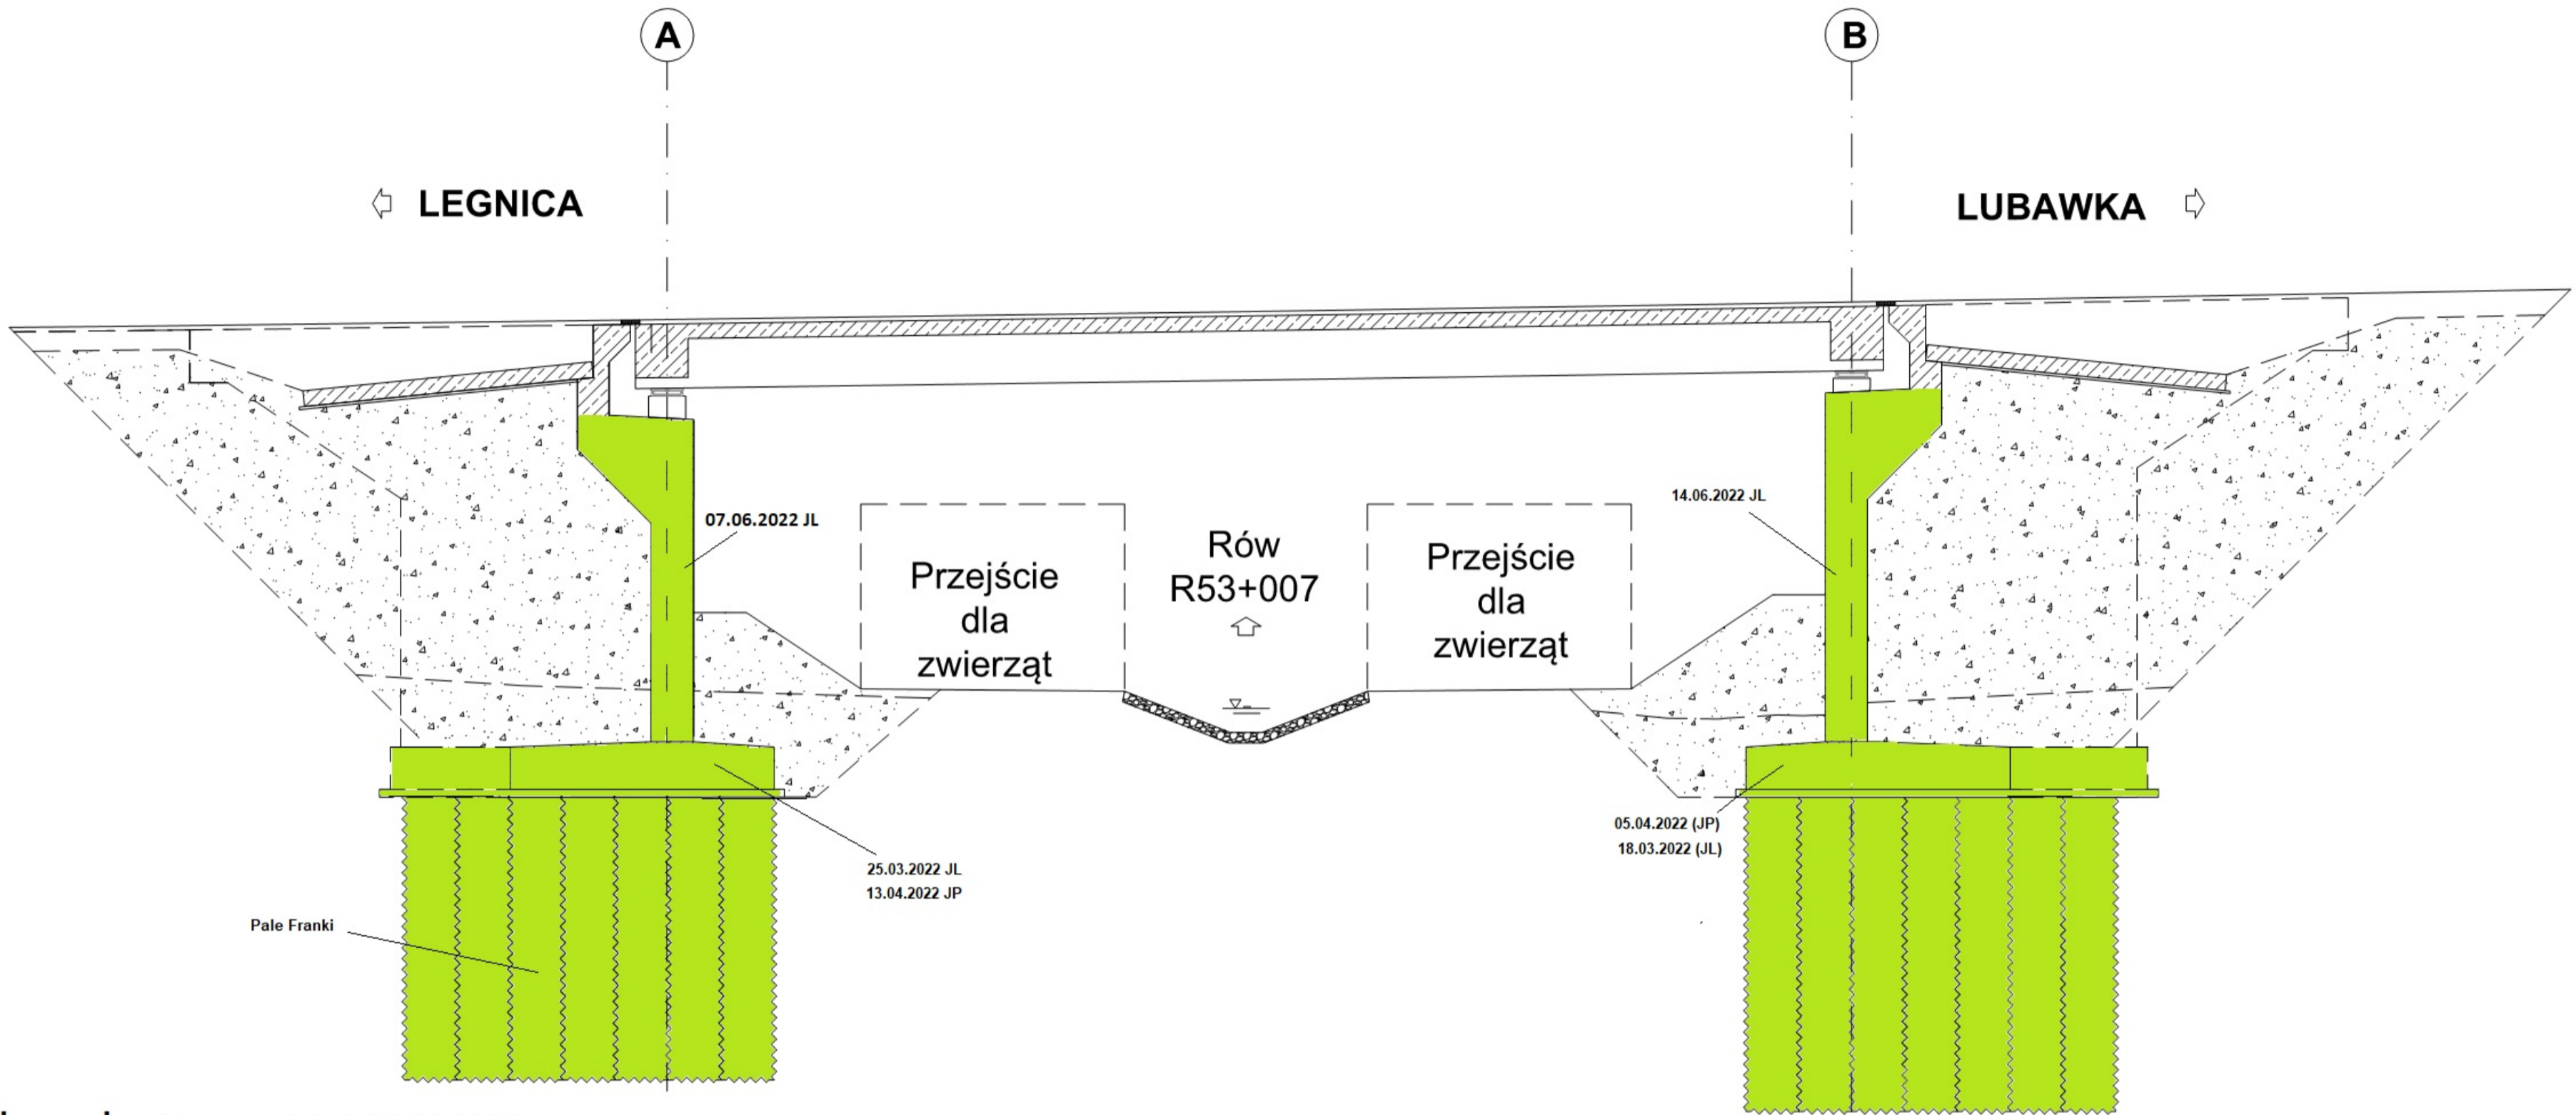 A
B
LEGNICA
LUBAWKA
14.06.2022 JL
07.06.2022 JL
Przejście
dla
zwierząt
Rów
R53+007
Przejście
dla
zwierząt
05.04.2022 (JP)
18.03.2022 (JL)
25.03.2022 JL
13.04.2022 JP
Pale Franki